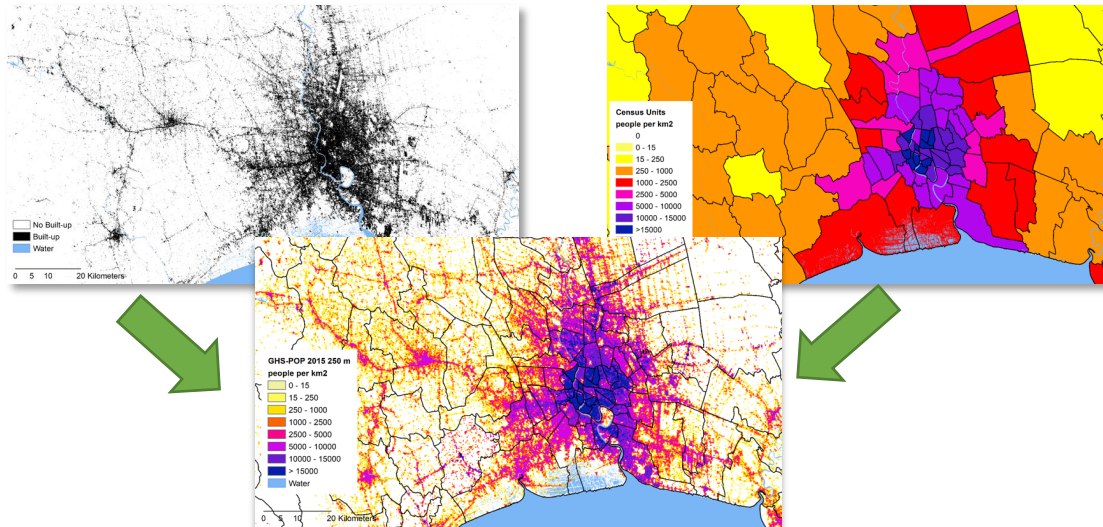 No Built-up
Built-up
Water
0 5 10 20 Kilometers
Census Units
people per km2
0
0 - 15
15 - 250
250 - 1000
1000 - 2500
2500 - 5000
5000 - 10000
10000 - 15000
>15000
GHS-POP 2015 250 m
people per km2
0 - 15
15 - 250
250 - 1000
1000 - 2500
2500 - 5000
5000 - 10000
10000 - 15000
> 15000
Water
0 5 10 20 Kilometers